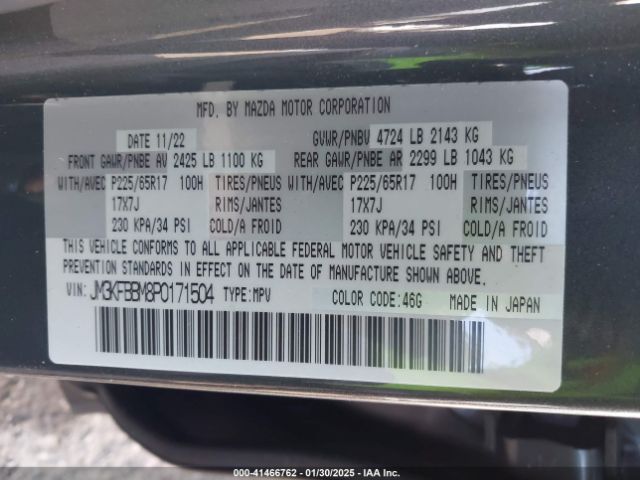 MFD. BY MAZDA MOTOR CORPORATION
DATE 11/22 GVWR/PNBV 4724 LB 2143 KG
FRONT GAWR/PNBE AV 2425 LB 1100 KG REAR GAWR/PNBE AR 2299 LB 1043 KG
WITH/AVEC P225/65R17 100H TIRES/PNEUS WITH/AVEC P225/65R17 100H TIRES/PNEUS
17X7J RIMS/JANTES 17X7J RIMS/JANTES
230 KPA/34 PSI COLD/A FROID 230 KPA/34 PSI COLD/A FROID
THIS VEHICLE CONFORMS TO ALL APPLICABLE FEDERAL MOTOR VEHICLE SAFETY AND THEFT
PREVENTION STANDARDS IN EFFECT ON THE DATE OF MANUFACTURE SHOWN ABOVE.
VIN: JM3KFBBM8P0171504 TYPE:MPV COLOR CODE:46G MADE IN JAPAN
000-41466762 - 01/30/2025 - IAA Inc.